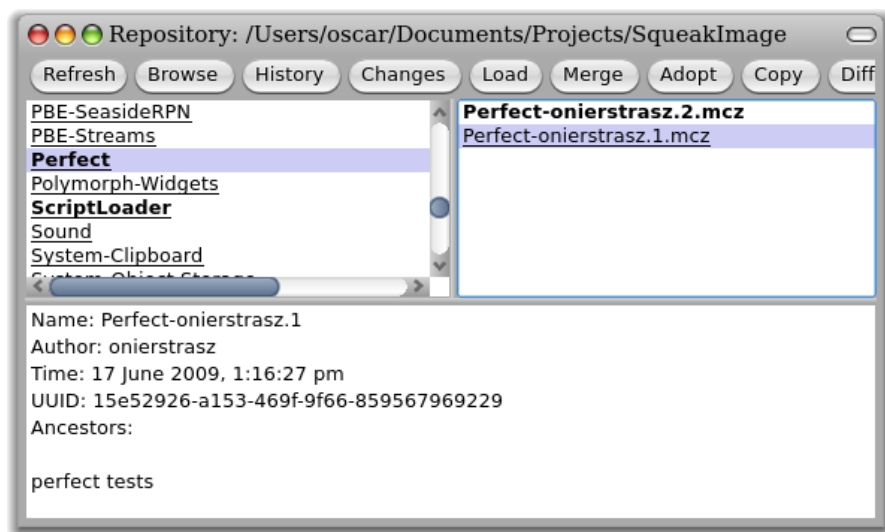 Repository: /Users/oscar/Documents/Projects/SqueakImage
Refresh Browse History Changes Load Merge Adopt Copy Diff
PBE-SeasideRPN
PBE-Streams
Perfect
Polymorph-Widgets
ScriptLoader
Sound
System-Clipboard
System-Object Storage
Perfect-onierstrasz.2.mcz
Perfect-onierstrasz.1.mcz
Name: Perfect-onierstrasz.1
Author: onierstrasz
Time: 17 June 2009, 1:16:27 pm
UUID: 15e52926-a153-469f-9f66-859567969229
Ancestors:
perfect tests